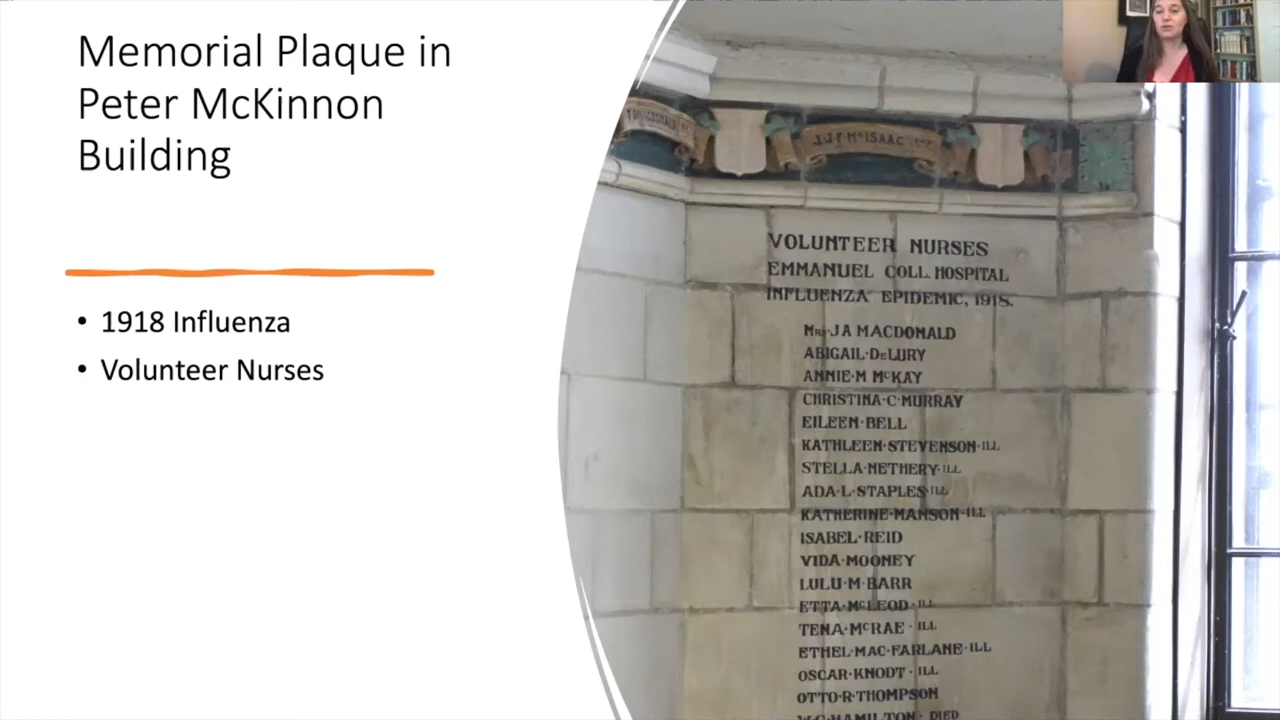 Memorial Plaque in
Peter McKinnon
Building
• 1918 Influenza
• Volunteer Nurses
J.J.F McISAAC
VOLUNTEER NURSES
EMMANUEL COLL. HOSPITAL
INFLUENZA EPIDEMIC, 1918.
Mrs J A MACDONALD
ABIGAIL·DeLURY
ANNIE·M McKAY
CHRISTINA·C·MURRAY
EILEEN·BELL
KATHLEEN·STEVENSON·ILL
STELLA·NETHERY·ILL
ADA·L·STAPLES·ILL
KATHERINE·MANSON·ILL
ISABEL·REID
VIDA·MOONEY
LULU·M·BARR
ETTA·McLEOD·ILL
TENA·McRAE·ILL
ETHEL·MAC·FARLANE·ILL
OSCAR·KNODT·ILL
OTTO·R·THOMPSON
W.G·HAMILTON·DIED